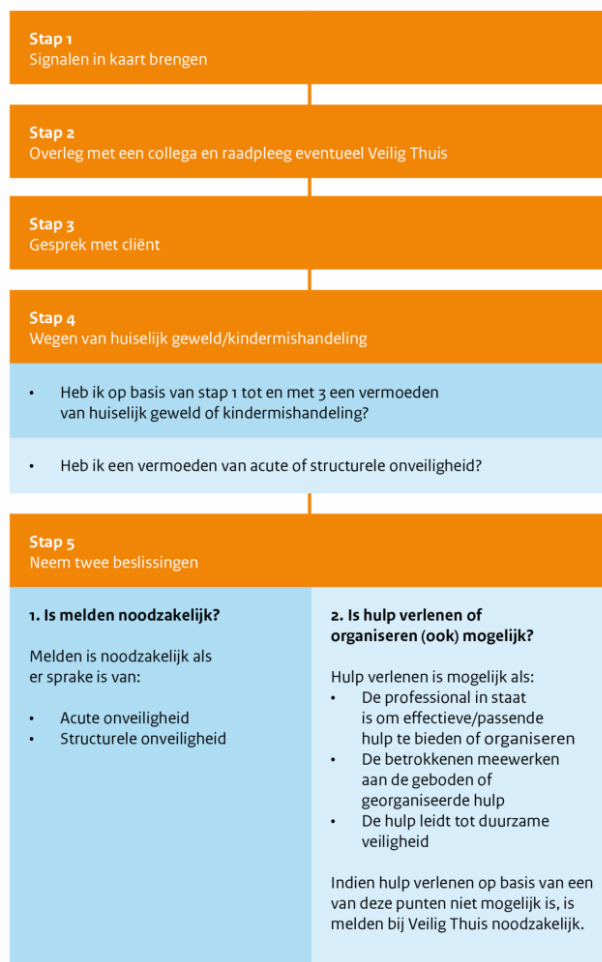 Stap 1
Signalen in kaart brengen
Stap 2
Overleg met een collega en raadpleeg eventueel Veilig Thuis
Stap 3
Gesprek met cliënt
Stap 4
Wegen van huiselijk geweld/kindermishandeling
• Heb ik op basis van stap 1 tot en met 3 een vermoeden
van huiselijk geweld of kindermishandeling?
• Heb ik een vermoeden van acute of structurele onveiligheid?
Stap 5
Neem twee beslissingen
1. Is melden noodzakelijk?
Melden is noodzakelijk als
er sprake is van:
• Acute onveiligheid
• Structurele onveiligheid
2. Is hulp verlenen of
organiseren (ook) mogelijk?
Hulp verlenen is mogelijk als:
• De professional in staat
is om effectieve/passende
hulp te bieden of organiseren
• De betrokkenen meewerken
aan de geboden of
georganiseerde hulp
• De hulp leidt tot duurzame
veiligheid
Indien hulp verlenen op basis van een
van deze punten niet mogelijk is, is
melden bij Veilig Thuis noodzakelijk.